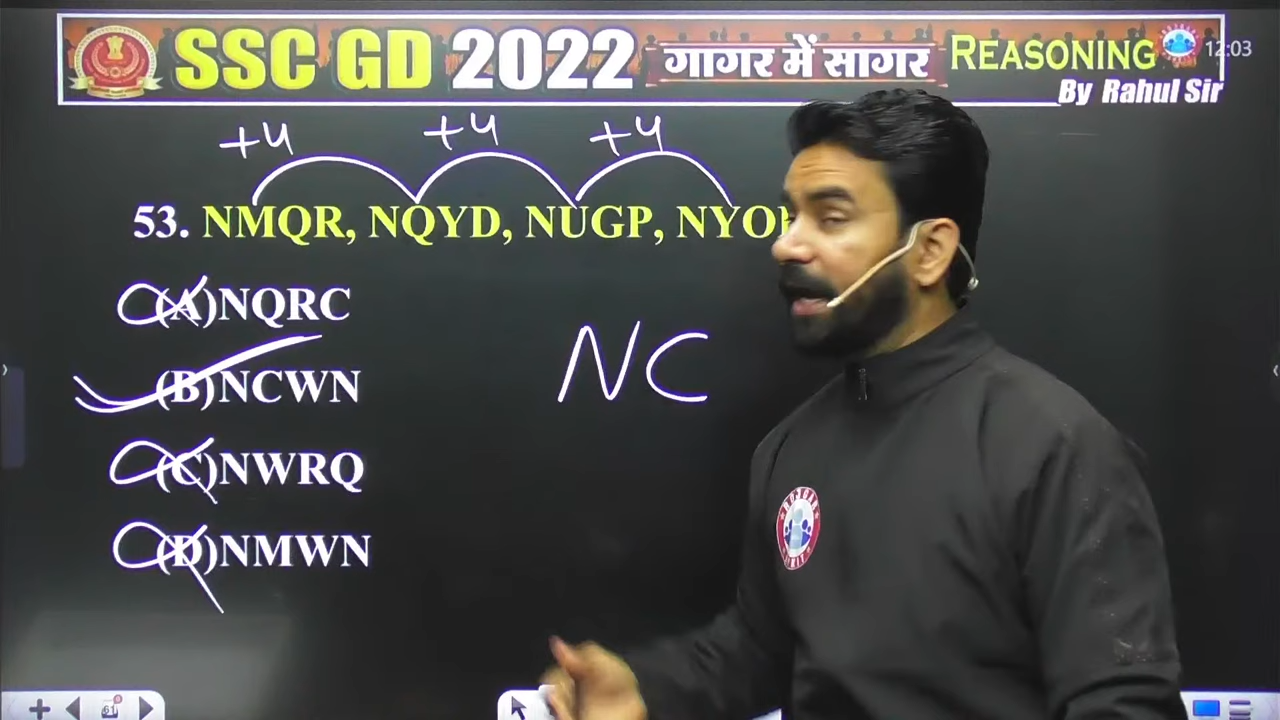 SSC GD 2022 गागर में सागर REASONING 12:03
By Rahul Sir
+4 +4 +4
53. NMQR, NQYD, NUGP, NYO
(A)NQRC
(B)NCWN
NC
(C)NWRQ
(D)NMWN